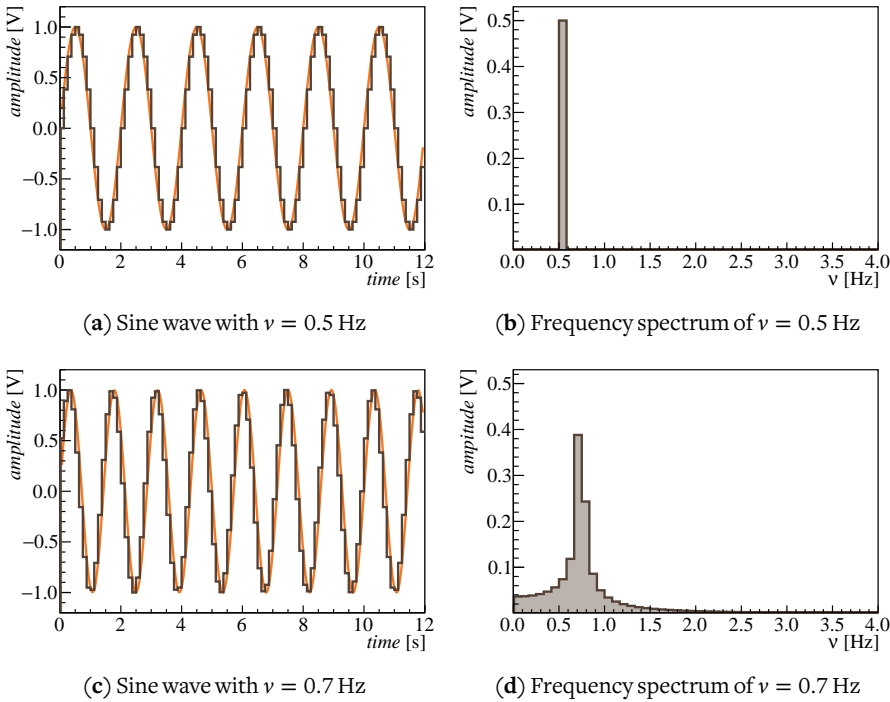 amplitude [V]
1.0
0.5
0.0
−0.5
−1.0
0 2 4 6 8 10 12
time [s]
(a) Sine wave with ν = 0.5 Hz
amplitude [V]
0.5
0.4
0.3
0.2
0.1
0.0 0.5 1.0 1.5 2.0 2.5 3.0 3.5 4.0
ν [Hz]
(b) Frequency spectrum of ν = 0.5 Hz
amplitude [V]
1.0
0.5
0.0
−0.5
−1.0
0 2 4 6 8 10 12
time [s]
(c) Sine wave with ν = 0.7 Hz
ampitude [V]
0.5
0.4
0.3
0.2
0.1
0.0 0.5 1.0 1.5 2.0 2.5 3.0 3.5 4.0
ν [Hz]
(d) Frequency spectrum of ν = 0.7 Hz